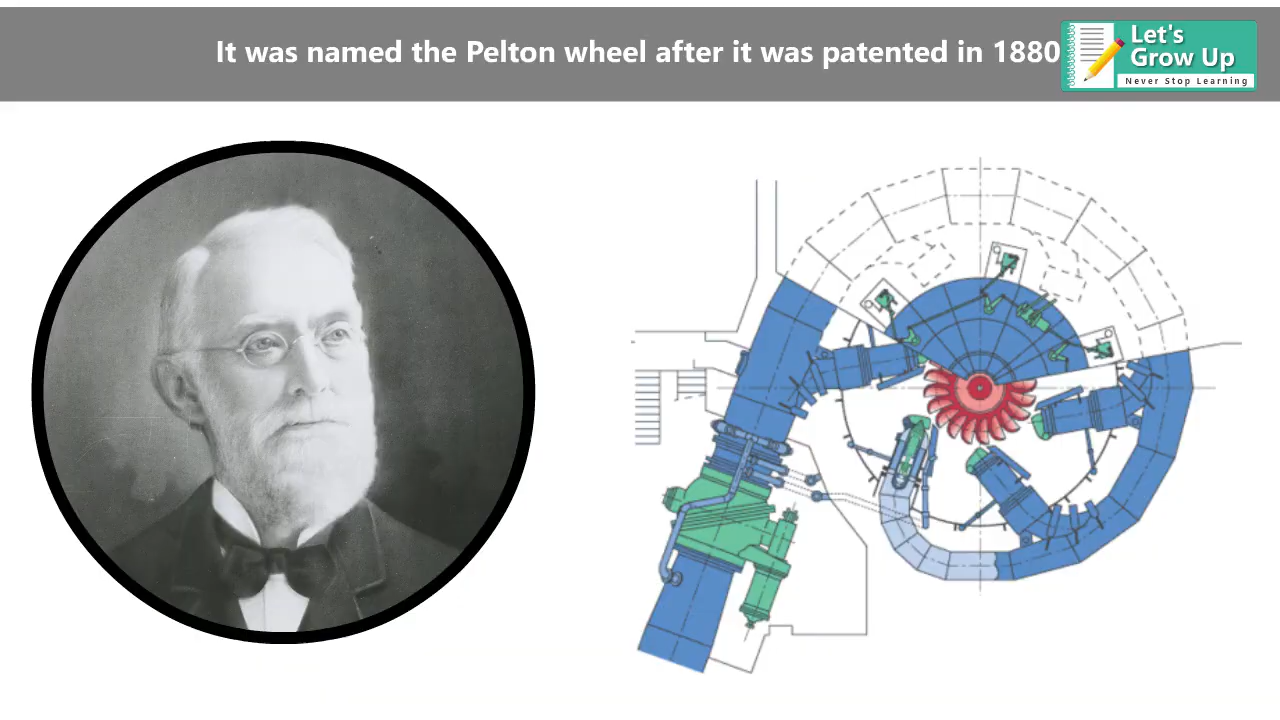 It was named the Pelton wheel after it was patented in 1880
Let's
Grow Up
Never Stop Learning